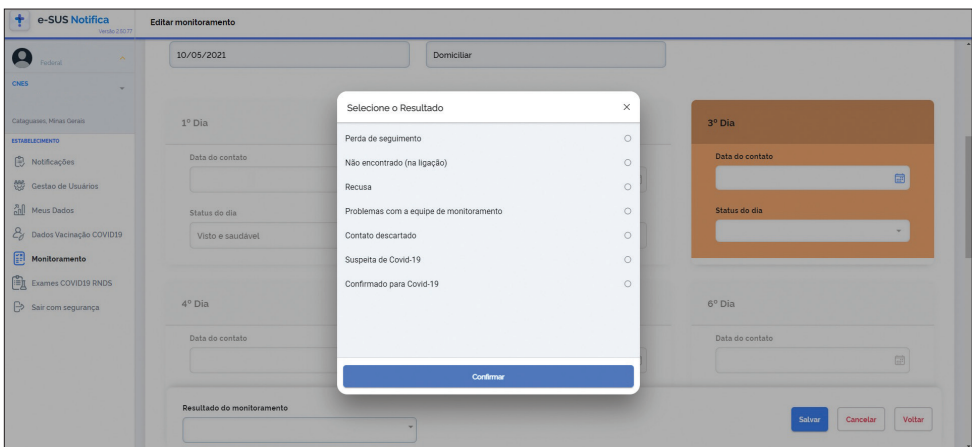 e-SUS Notifica
Versão 2.10.77
Editar monitoramento
Federal
CNES
Cataguases, Minas Gerais
ESTABELECIMENTO
Notificações
Gestao de Usuários
Meus Dados
Dados Vacinação COVID19
Monitoramento
Exames COVID19 RNDS
Sair com segurança
10/05/2021
Domiciliar
1º Dia
Data do contato
Status do dia
Visto e saudável
Selecione o Resultado
Perda de seguimento
Não encontrado (na ligação)
Recusa
Problemas com a equipe de monitoramento
Contato descartado
Suspeita de Covid-19
Confirmado para Covid-19
Confirmar
3º Dia
Data do contato
Status do dia
4º Dia
Data do contato
6º Dia
Data do contato
Resultado do monitoramento
Salvar
Cancelar
Voltar